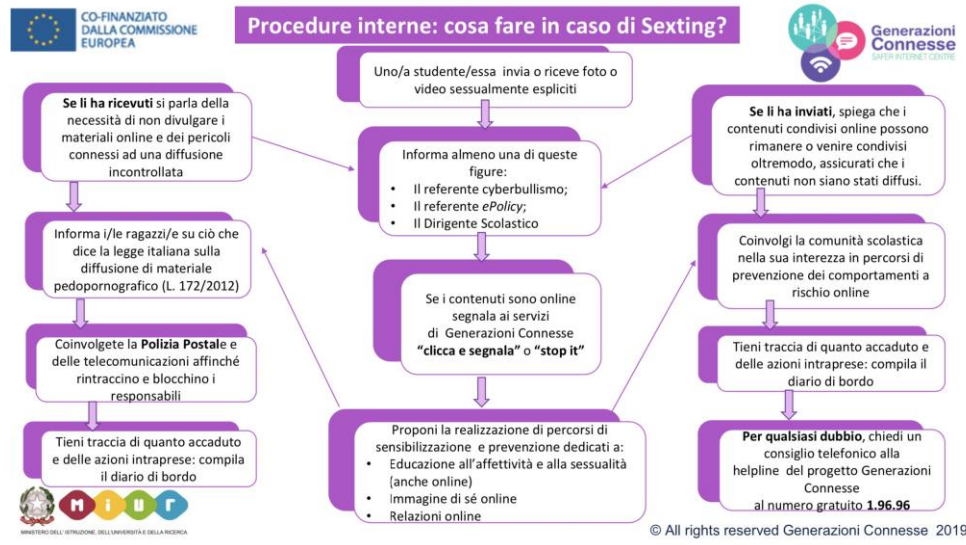 CO-FINANZIATO
DALLA COMMISSIONE
EUROPEA
Procedure interne: cosa fare in caso di Sexting?
Generazioni
Connesse
SAFER INTERNET CENTRE
Uno/a studente/essa invia o riceve foto o
video sessualmente espliciti
Se li ha ricevuti si parla della
necessità di non divulgare i
materiali online e dei pericoli
connessi ad una diffusione
incontrollata
Informa i/le ragazzi/e su ciò che
dice la legge italiana sulla
diffusione di materiale
pedopornografico (L. 172/2012)
Coinvolgete la Polizia Postale e
delle telecomunicazioni affinché
rintraccino e blocchino i
responsabili
Tieni traccia di quanto accaduto
e delle azioni intraprese: compila
il diario di bordo
Informa almeno una di queste
figure:
• Il referente cyberbullismo;
• Il referente ePolicy;
• Il Dirigente Scolastico
Se i contenuti sono online
segnala ai servizi
di Generazioni Connesse
“clicca e segnala” o “stop it”
Proponi la realizzazione di percorsi di
sensibilizzazione e prevenzione dedicati a:
• Educazione all’affettività e alla sessualità
(anche online)
• Immagine di sé online
• Relazioni online
Se li ha inviati, spiega che i
contenuti condivisi online possono
rimanere o venire condivisi
oltremodo, assicurati che i
contenuti non siano stati diffusi.
Coinvolgi la comunità scolastica
nella sua interezza in percorsi di
prevenzione dei comportamenti a
rischio online
Tieni traccia di quanto accaduto e
delle azioni intraprese: compila il
diario di bordo
Per qualsiasi dubbio, chiedi un
consiglio telefonico alla
helpline del progetto Generazioni
Connesse
al numero gratuito 1.96.96
miur
MINISTERO DELL’ISTRUZIONE, DELL’UNIVERSITÀ E DELLA RICERCA
© All rights reserved Generazioni Connesse 2019